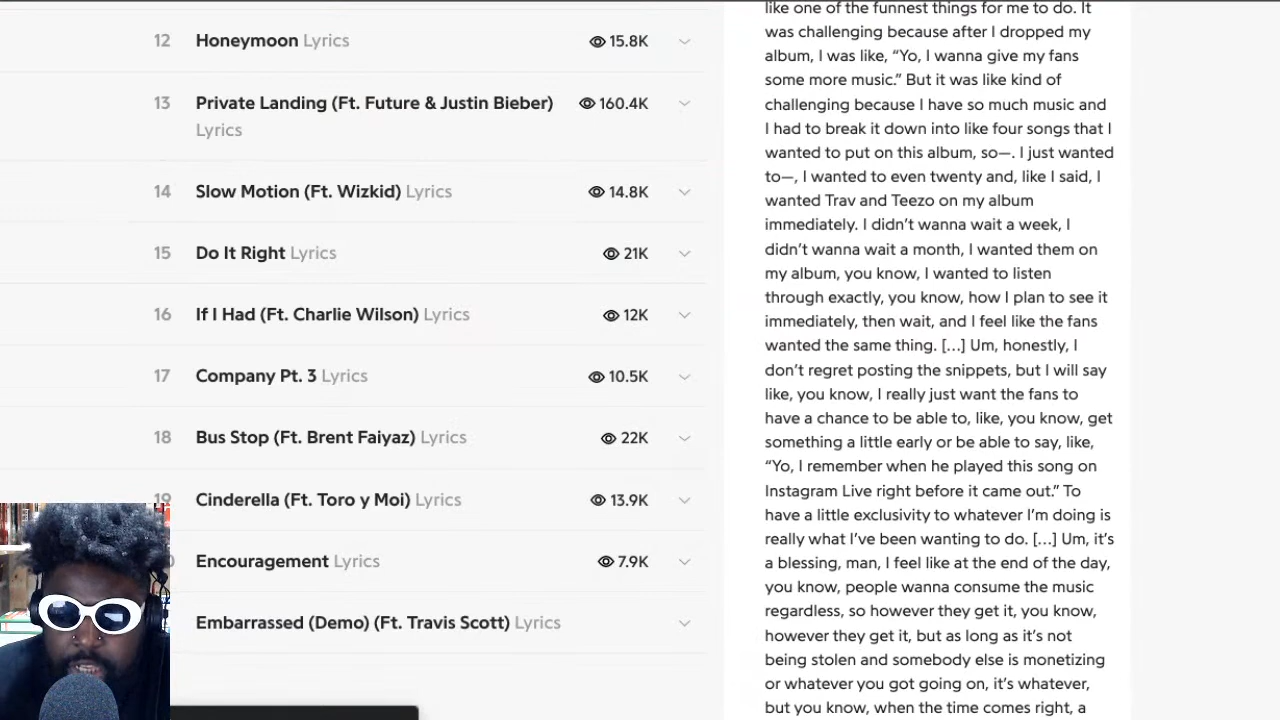 12 Honeymoon Lyrics 15.8K
13 Private Landing (Ft. Future & Justin Bieber) 160.4K
Lyrics
14 Slow Motion (Ft. Wizkid) Lyrics 14.8K
15 Do It Right Lyrics 21K
16 If I Had (Ft. Charlie Wilson) Lyrics 12K
17 Company Pt. 3 Lyrics 10.5K
18 Bus Stop (Ft. Brent Faiyaz) Lyrics 22K
19 Cinderella (Ft. Toro y Moi) Lyrics 13.9K
Encouragement Lyrics 7.9K
Embarrassed (Demo) (Ft. Travis Scott) Lyrics
like one of the funnest things for me to do. It
was challenging because after I dropped my
album, I was like, “Yo, I wanna give my fans
some more music.” But it was like kind of
challenging because I have so much music and
I had to break it down into like four songs that I
wanted to put on this album, so—. I just wanted
to—, I wanted to even twenty and, like I said, I
wanted Trav and Teezo on my album
immediately. I didn’t wanna wait a week, I
didn’t wanna wait a month, I wanted them on
my album, you know, I wanted to listen
through exactly, you know, how I plan to see it
immediately, then wait, and I feel like the fans
wanted the same thing. […] Um, honestly, I
don’t regret posting the snippets, but I will say
like, you know, I really just want the fans to
have a chance to be able to, like, you know, get
something a little early or be able to say, like,
“Yo, I remember when he played this song on
Instagram Live right before it came out.” To
have a little exclusivity to whatever I’m doing is
really what I’ve been wanting to do. […] Um, it’s
a blessing, man, I feel like at the end of the day,
you know, people wanna consume the music
regardless, so however they get it, you know,
however they get it, but as long as it’s not
being stolen and somebody else is monetizing
or whatever you got going on, it’s whatever,
but you know, when the time comes right, a